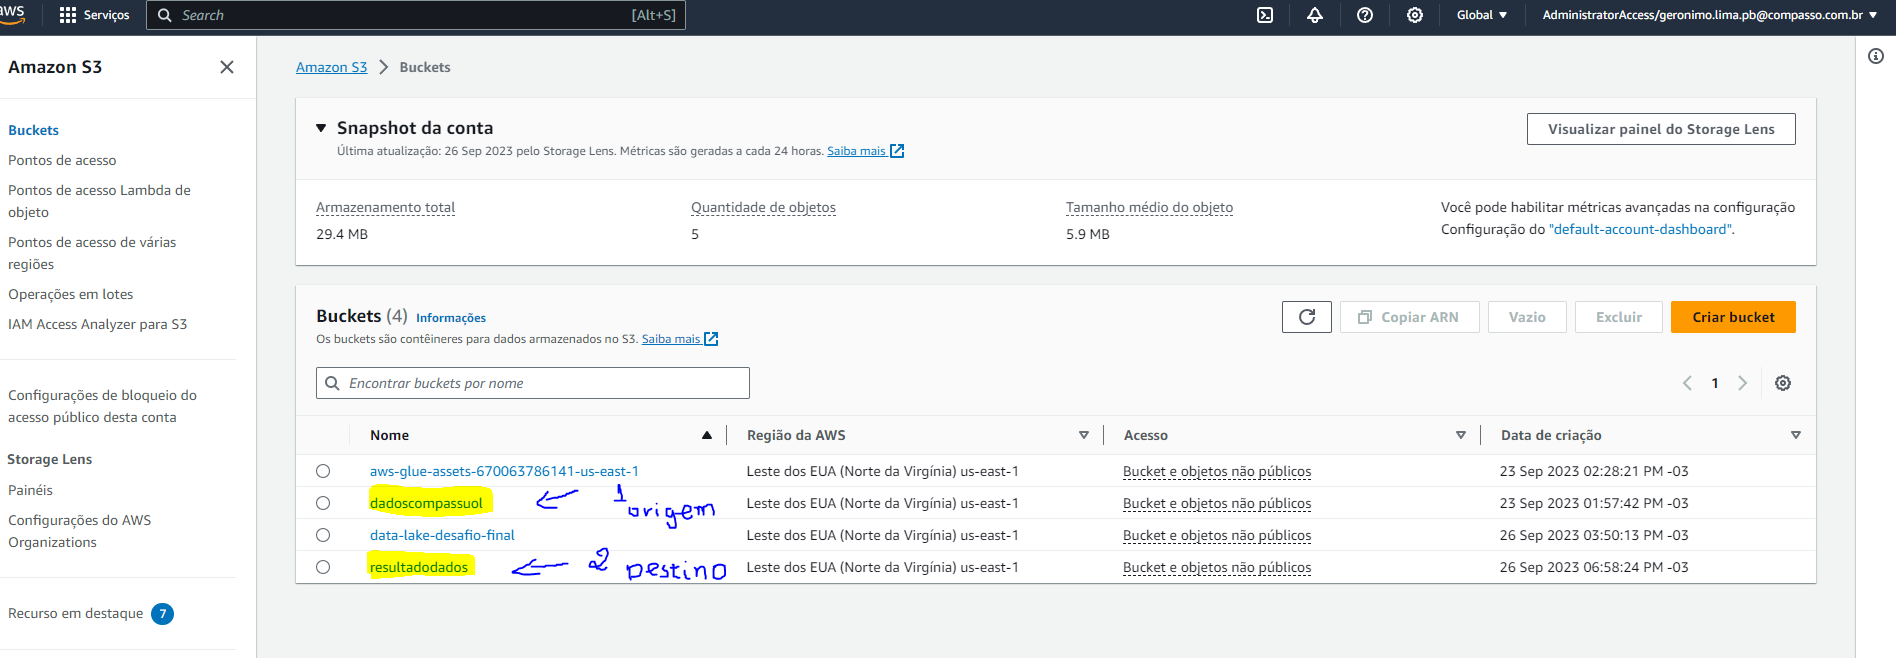 aws
Serviços
Search
[Alt+S]
Global
AdministratorAccess/geronimo.lima.pb@compasso.com.br
Amazon S3
Buckets
Pontos de acesso
Pontos de acesso Lambda de
objeto
Pontos de acesso de várias
regiões
Operações em lotes
IAM Access Analyzer para S3
Configurações de bloqueio do
acesso público desta conta
Storage Lens
Painéis
Configurações do AWS
Organizations
Recurso em destaque 7
Amazon S3 Buckets
Snapshot da conta
Última atualização: 26 Sep 2023 pelo Storage Lens. Métricas são geradas a cada 24 horas. Saiba mais
Visualizar painel do Storage Lens
Armazenamento total
29.4 MB
Quantidade de objetos
5
Tamanho médio do objeto
5.9 MB
Você pode habilitar métricas avançadas na configuração
Configuração do "default-account-dashboard".
Buckets (4) Informações
Os buckets são contêineres para dados armazenados no S3. Saiba mais
Copiar ARN
Vazio
Excluir
Criar bucket
Encontrar buckets por nome
1
Nome Região da AWS Acesso Data de criação
aws-glue-assets-670063786141-us-east-1 Leste dos EUA (Norte da Virgínia) us-east-1 Bucket e objetos não públicos 23 Sep 2023 02:28:21 PM -03
dadoscompassuol 1 origem Leste dos EUA (Norte da Virgínia) us-east-1 Bucket e objetos não públicos 23 Sep 2023 01:57:42 PM -03
data-lake-desafio-final Leste dos EUA (Norte da Virgínia) us-east-1 Bucket e objetos não públicos 26 Sep 2023 03:50:13 PM -03
resultadodados 2 Destino Leste dos EUA (Norte da Virgínia) us-east-1 Bucket e objetos não públicos 26 Sep 2023 06:58:24 PM -03